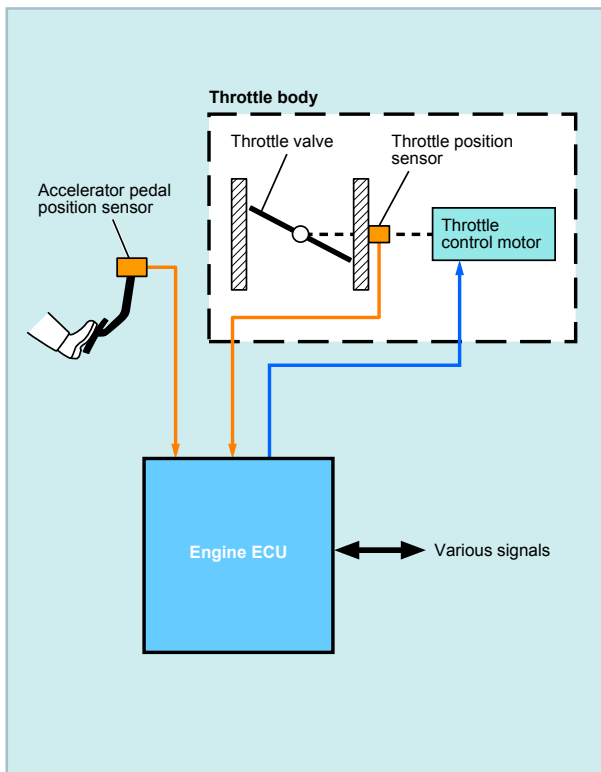 Throttle body
Throttle valve
Throttle position
sensor
Accelerator pedal
position sensor
Throttle
control motor
Engine ECU
Various signals